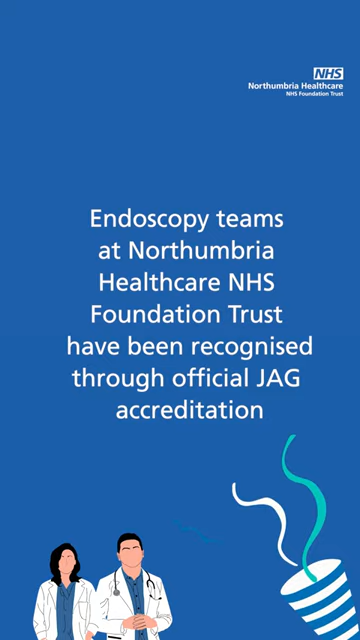 NHS
Northumbria Healthcare
NHS Foundation Trust
Endoscopy teams
at Northumbria
Healthcare NHS
Foundation Trust
have been recognised
through official JAG
accreditation